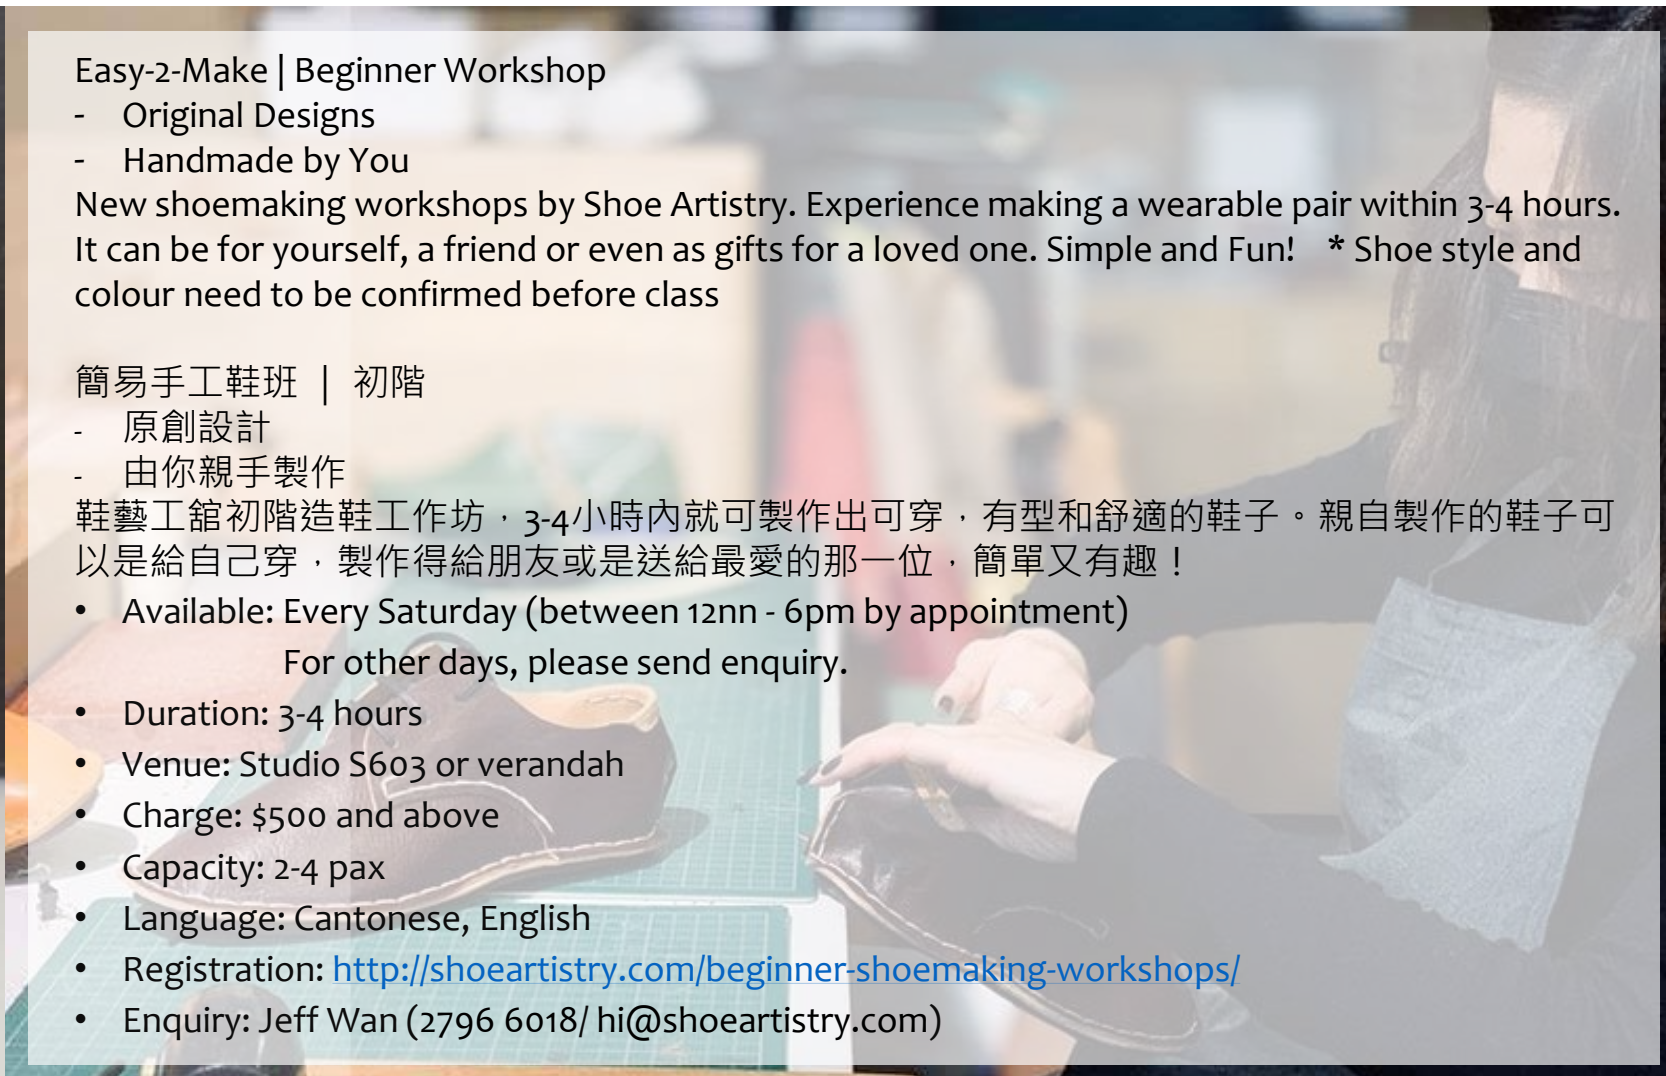 Easy-2-Make | Beginner Workshop
- Original Designs
- Handmade by You
New shoemaking workshops by Shoe Artistry. Experience making a wearable pair within 3-4 hours.
It can be for yourself, a friend or even as gifts for a loved one. Simple and Fun! * Shoe style and
colour need to be confirmed before class
簡易手工鞋班 | 初階
- 原創設計
- 由你親手製作
鞋藝工舘初階造鞋工作坊，3-4小時內就可製作出可穿，有型和舒適的鞋子。親自製作的鞋子可
以是給自己穿，製作得給朋友或是送給最愛的那一位，簡單又有趣！
• Available: Every Saturday (between 12nn - 6pm by appointment)
For other days, please send enquiry.
• Duration: 3-4 hours
• Venue: Studio S603 or verandah
• Charge: $500 and above
• Capacity: 2-4 pax
• Language: Cantonese, English
• Registration: http://shoeartistry.com/beginner-shoemaking-workshops/
• Enquiry: Jeff Wan (2796 6018/ hi@shoeartistry.com)